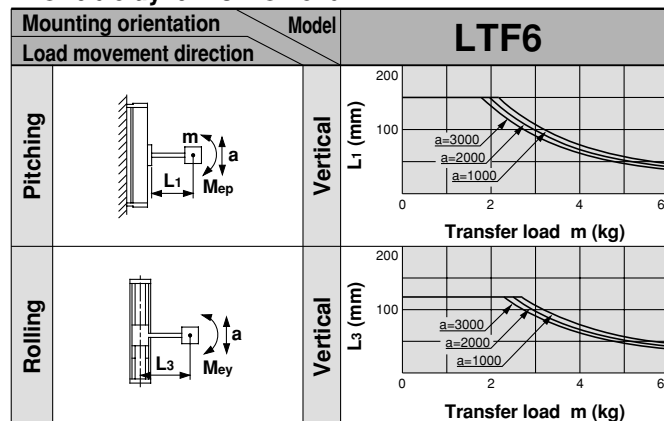 Mounting orientation
Model
Load movement direction
LTF6
Pitching
m
a
L1
Mep
Vertical
L1 (mm)
200
100
a=3000
a=2000
a=1000
0 2 4 6
Transfer load m (kg)
Rolling
a
L3
Mey
Vertical
L3 (mm)
200
100
a=3000
a=2000
a=1000
0 2 4 6
Transfer load m (kg)